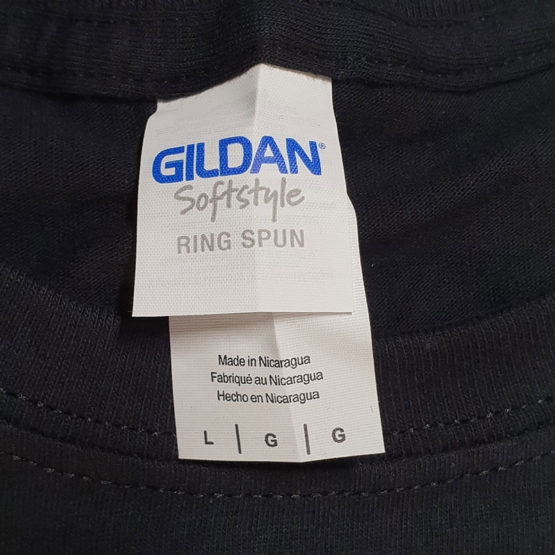 GILDAN®
Softstyle
RING SPUN
Made in Nicaragua
Fabriqué au Nicaragua
Hecho en Nicaragua
L | G | G